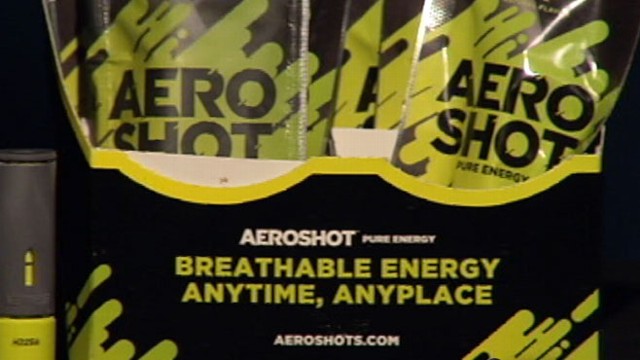 AERO
SHOT
A
AERO
SHOT
PURE ENERGY
AEROSHOT PURE ENERGY
BREATHABLE ENERGY
ANYTIME, ANYPLACE
AEROSHOTS.COM